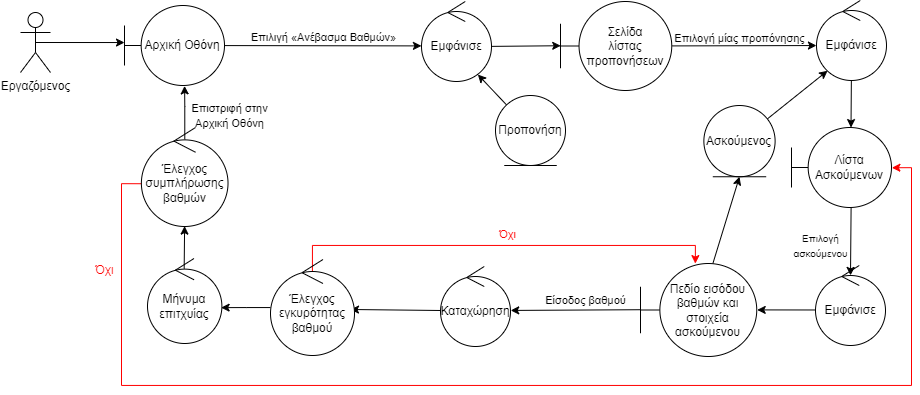 Εργαζόμενος
Αρχική Οθόνη
Επιλιγή «Ανέβασμα Βαθμών»
Εμφάνισε
Σελίδα
λίστας
προπονήσεων
Επιλογή μίας προπόνησης
Εμφάνισε
Προπονήση
Ασκούμενος
Λίστα
Ασκούμενων
Επιστριφή στην
Αρχική Οθόνη
Έλεγχος
συμπλήρωσης
βαθμών
Όχι
Όχι
Επιλογή
ασκούμενου
Μήνυμα
επιτχυίας
Έλεγχος
εγκυρότητας
βαθμού
Καταχώρηση
Είσοδος βαθμού
Πεδίο εισόδου
βαθμών και
στοιχεία
ασκούμενου
Εμφάνισε